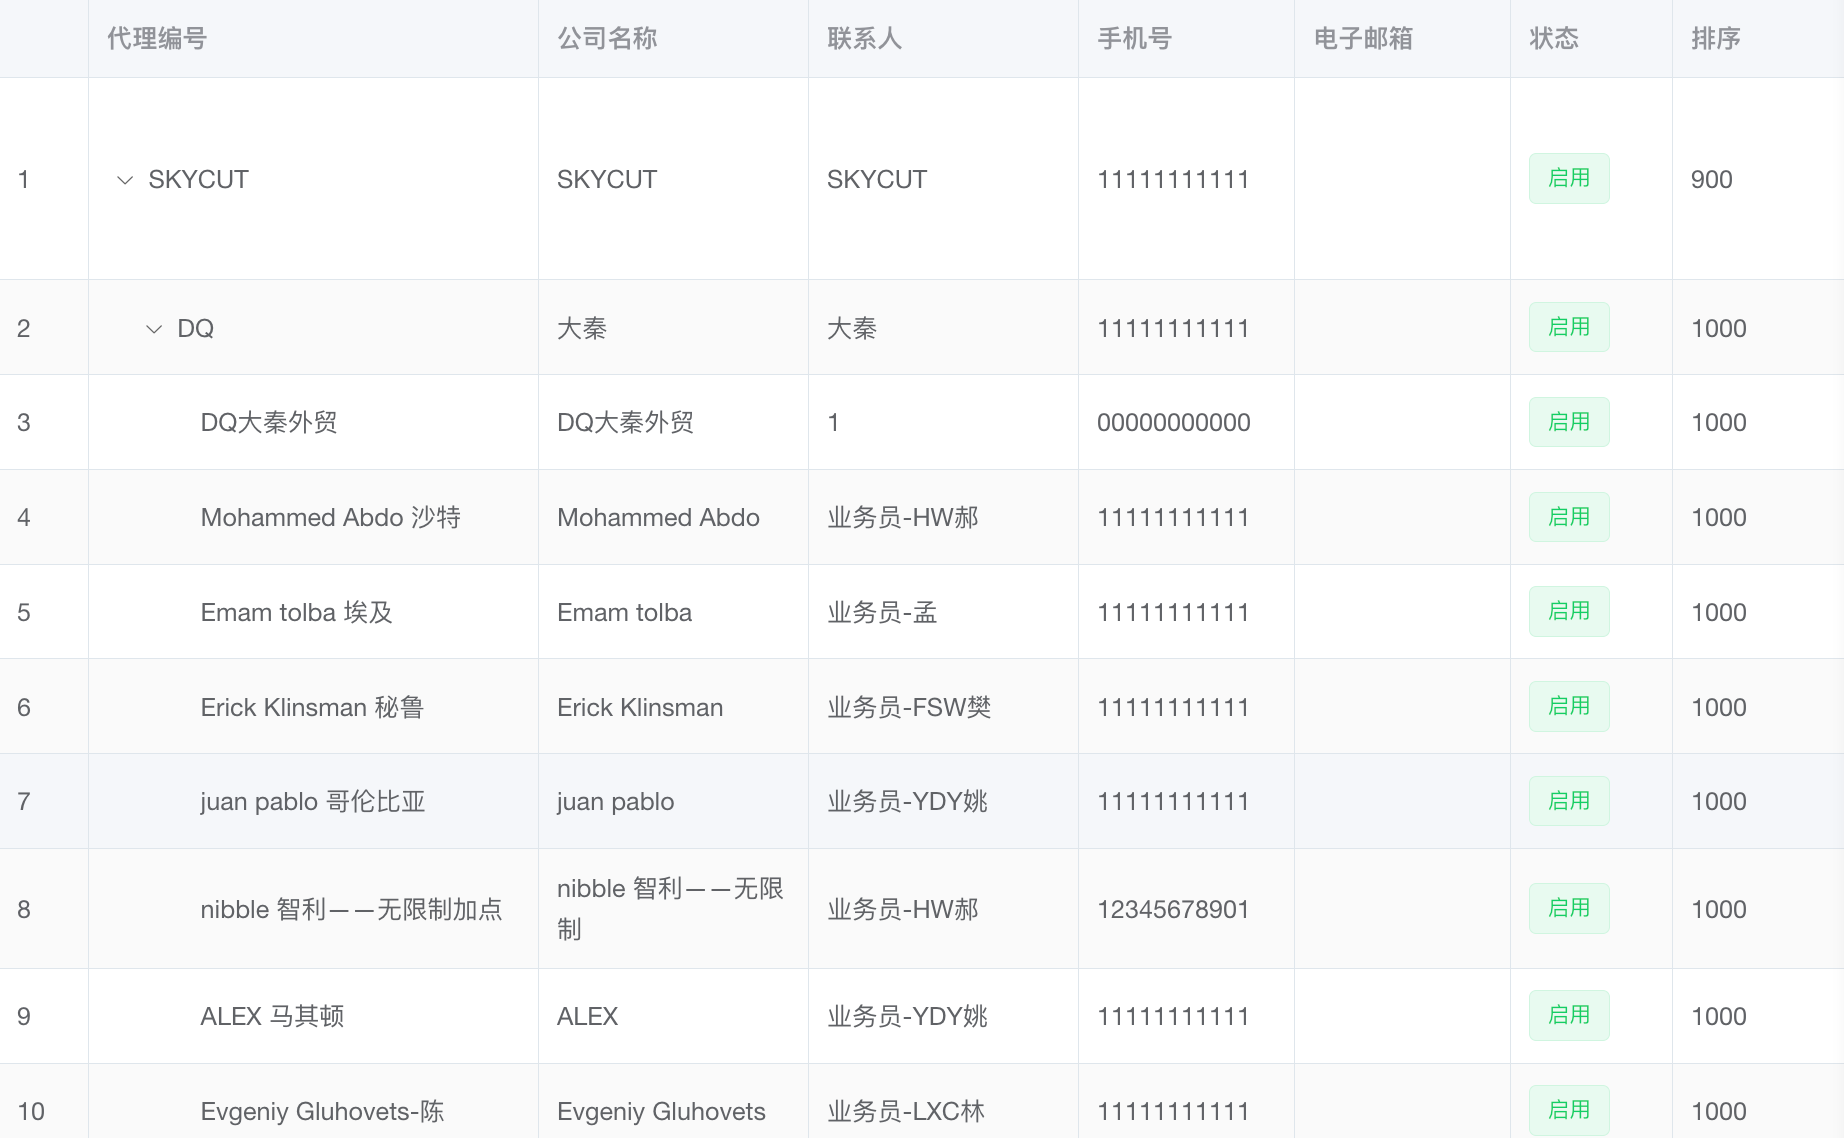 代理编号 公司名称 联系人 手机号 电子邮箱 状态 排序
1 SKYCUT SKYCUT SKYCUT 11111111111 启用 900
2 DQ 大秦 大秦 11111111111 启用 1000
3 DQ大秦外贸 DQ大秦外贸 1 00000000000 启用 1000
4 Mohammed Abdo 沙特 Mohammed Abdo 业务员-HW郝 11111111111 启用 1000
5 Emam tolba 埃及 Emam tolba 业务员-孟 11111111111 启用 1000
6 Erick Klinsman 秘鲁 Erick Klinsman 业务员-FSW樊 11111111111 启用 1000
7 juan pablo 哥伦比亚 juan pablo 业务员-YDY姚 11111111111 启用 1000
8 nibble 智利——无限制加点 nibble 智利——无限
制 业务员-HW郝 12345678901 启用 1000
9 ALEX 马其顿 ALEX 业务员-YDY姚 11111111111 启用 1000
10 Evgeniy Gluhovets-陈 Evgeniy Gluhovets 业务员-LXC林 11111111111 启用 1000